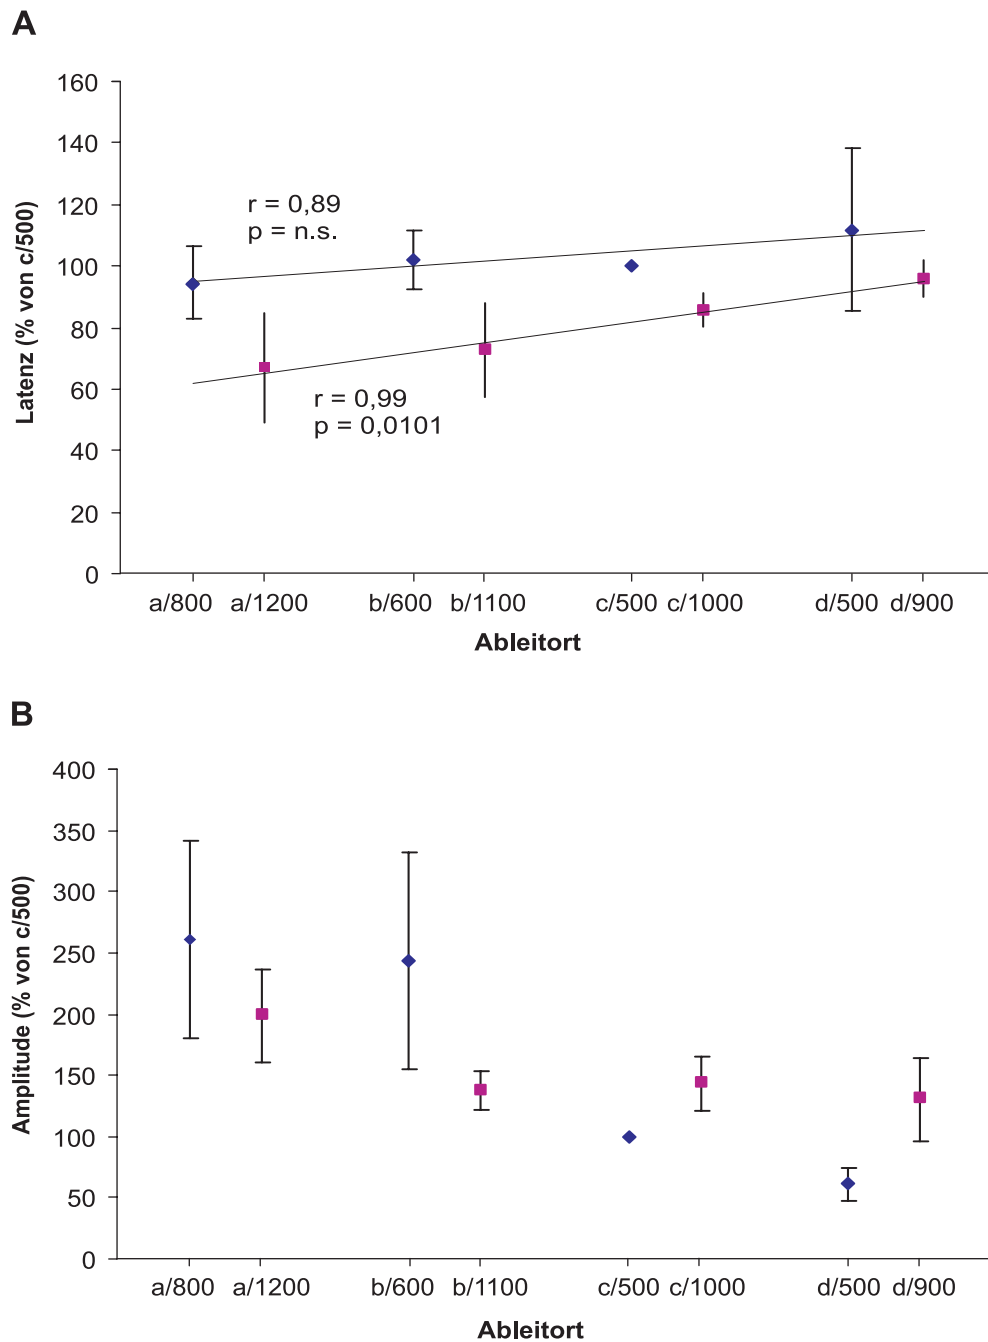 A
160
140
120
100
80
60
40
20
0
Latenz (% von c/500)
r = 0,89
p = n.s.
r = 0,99
p = 0,0101
a/800 a/1200 b/600 b/1100 c/500 c/1000 d/500 d/900
Ableitort
B
400
350
300
250
200
150
100
50
0
Amplitude (% von c/500)
a/800 a/1200 b/600 b/1100 c/500 c/1000 d/500 d/900
Ableitort